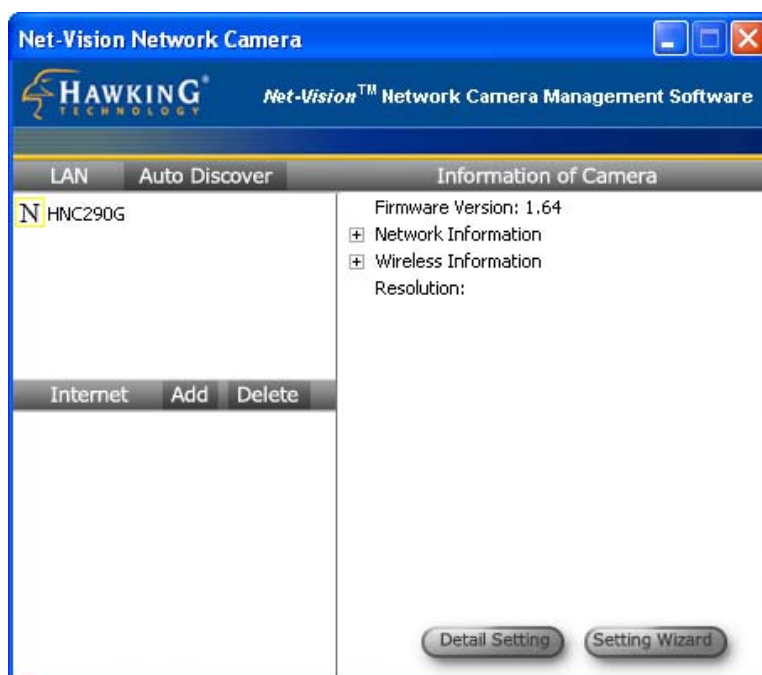 Net-Vision Network Camera
HAWKING®
TECHNOLOGY
Net-Vision™ Network Camera Management Software
LAN Auto Discover
Information of Camera
N HNC290G
Firmware Version: 1.64
Network Information
Wireless Information
Resolution:
Internet Add Delete
Detail Setting Setting Wizard